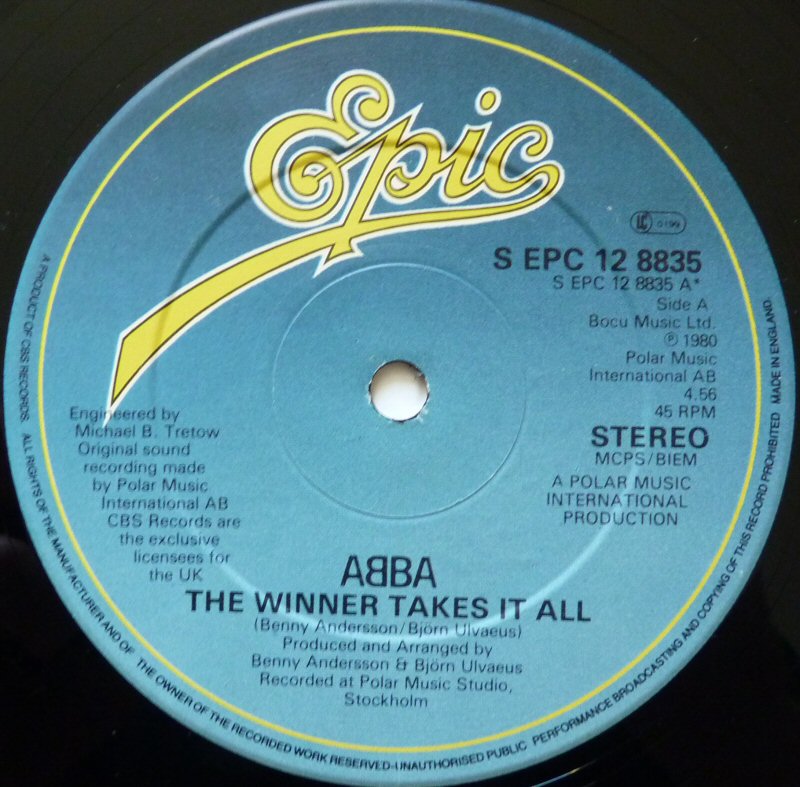 Epic
LC 0199
S EPC 12 8835
S EPC 12 8835 A*
Side A
Bocu Music Ltd.
℗ 1980
Polar Music
International AB
4.56
45 RPM
STEREO
MCPS/BIEM
A POLAR MUSIC
INTERNATIONAL
PRODUCTION
Engineered by
Michael B. Tretow
Original sound
recording made
by Polar Music
International AB
CBS Records are
the exclusive
licensees for
the UK
ABBA
THE WINNER TAKES IT ALL
(Benny Andersson/Björn Ulvaeus)
Produced and Arranged by
Benny Andersson & Björn Ulvaeus
Recorded at Polar Music Studio,
Stockholm
A PRODUCT OF CBS RECORDS. ALL RIGHTS OF THE MANUFACTURER AND OF THE OWNER OF THE RECORDED WORK RESERVED-UNAUTHORISED PUBLIC PERFORMANCE BROADCASTING AND COPYING OF THIS RECORD PROHIBITED MADE IN ENGLAND.